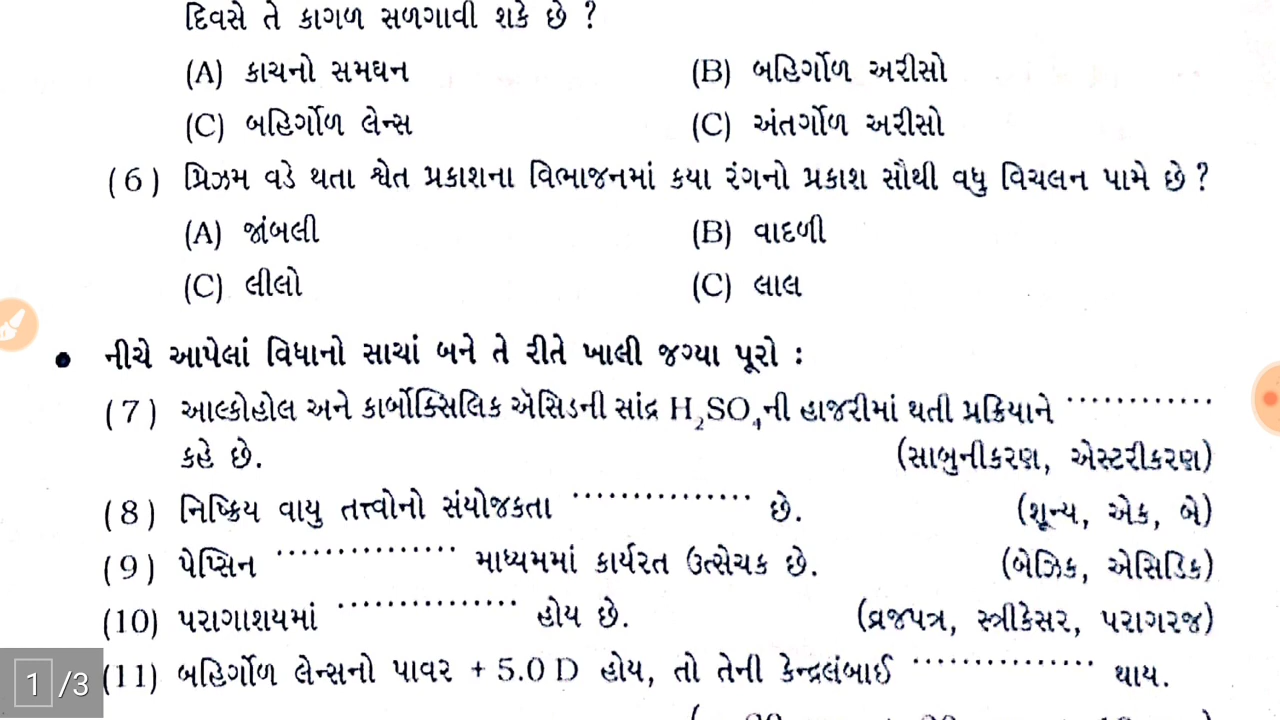 દિવસે તે કાગળ સળગાવી શકે છે ?
(A) કાચનો સમઘન (B) બહિર્ગોળ અરીસો
(C) બહિર્ગોળ લેન્સ (C) અંતર્ગોળ અરીસો
(6) પ્રિઝમ વડે થતા શ્વેત પ્રકાશના વિભાજનમાં કયા રંગનો પ્રકાશ સૌથી વધુ વિચલન પામે છે ?
(A) જાંબલી (B) વાદળી
(C) લીલો (C) લાલ
● નીચે આપેલાં વિધાનો સાચાં બને તે રીતે ખાલી જગ્યા પૂરો :
(7) આલ્કોહોલ અને કાર્બોક્સિલિક ઍસિડની સાંદ્ર H₂SO₄ની હાજરીમાં થતી પ્રક્રિયાને ............
કહે છે. (સાબુનીકરણ, એસ્ટરીકરણ)
(8) નિષ્ક્રિય વાયુ તત્ત્વોનો સંયોજકતા ............... છે. (શૂન્ય, એક, બે)
(9) પેપ્સિન ............... માધ્યમમાં કાર્યરત ઉત્સેચક છે. (બેઝિક, એસિડિક)
(10) પરાગાશયમાં ............... હોય છે. (વ્રજપત્ર, સ્ત્રીકેસર, પરાગરજ)
(11) બહિર્ગોળ લેન્સનો પાવર + 5.0 D હોય, તો તેની કેન્દ્રલંબાઈ ............... થાય.
1 /3